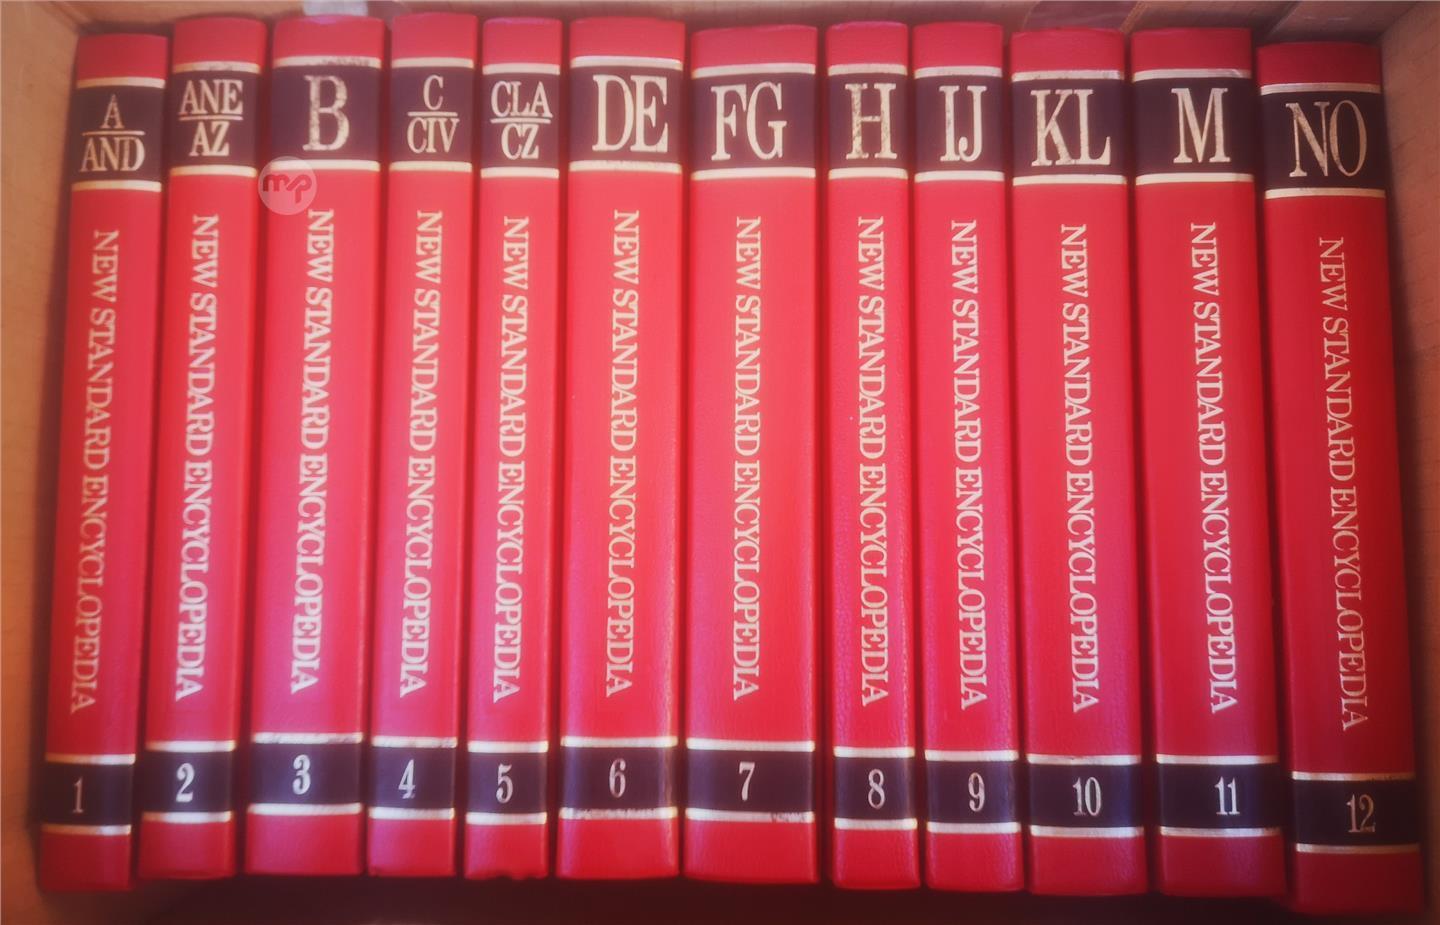 A
AND
NEW STANDARD ENCYCLOPEDIA
1
ANE
AZ
NEW STANDARD ENCYCLOPEDIA
2
B
NEW STANDARD ENCYCLOPEDIA
3
C
CIV
NEW STANDARD ENCYCLOPEDIA
4
CLA
CZ
NEW STANDARD ENCYCLOPEDIA
5
DE
NEW STANDARD ENCYCLOPEDIA
6
FG
NEW STANDARD ENCYCLOPEDIA
7
H
NEW STANDARD ENCYCLOPEDIA
8
IJ
NEW STANDARD ENCYCLOPEDIA
9
KL
NEW STANDARD ENCYCLOPEDIA
10
M
NEW STANDARD ENCYCLOPEDIA
11
NO
NEW STANDARD ENCYCLOPEDIA
12
mp